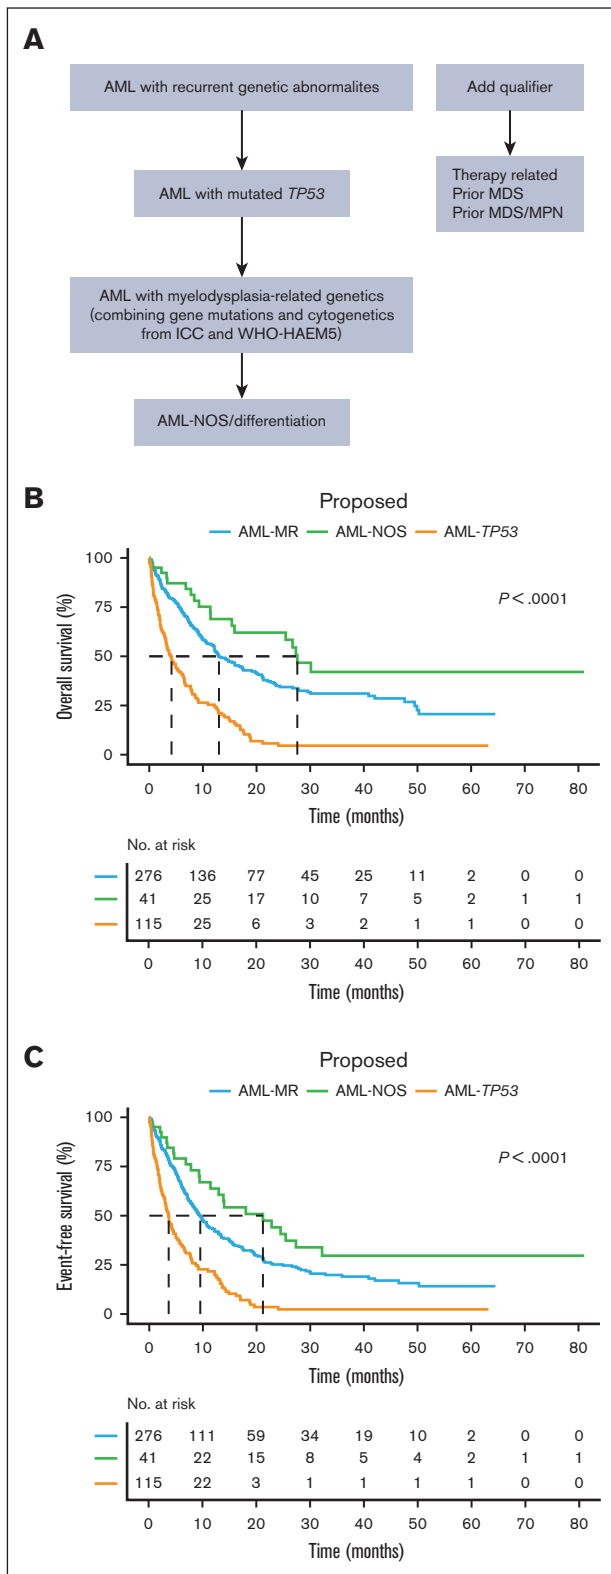 A
AML with recurrent genetic abnormalites
Add qualifier
AML with mutated TP53
Therapy related
Prior MDS
Prior MDS/MPN
AML with myelodysplasia-related genetics
(combining gene mutations and cytogenetics
from ICC and WHO-HAEM5)
AML-NOS/differentiation
B
Proposed
AML-MR AML-NOS AML-TP53
Overall survival (%)
100
75
50
25
0
P < .0001
0 10 20 30 40 50 60 70 80
Time (months)
No. at risk
276 136 77 45 25 11 2 0 0
41 25 17 10 7 5 2 1 1
115 25 6 3 2 1 1 0 0
0 10 20 30 40 50 60 70 80
Time (months)
C
Proposed
AML-MR AML-NOS AML-TP53
Event-free survival (%)
100
75
50
25
0
P < .0001
0 10 20 30 40 50 60 70 80
Time (months)
No. at risk
276 111 59 34 19 10 2 0 0
41 22 15 8 5 4 2 1 1
115 22 3 1 1 1 1 0 0
0 10 20 30 40 50 60 70 80
Time (months)